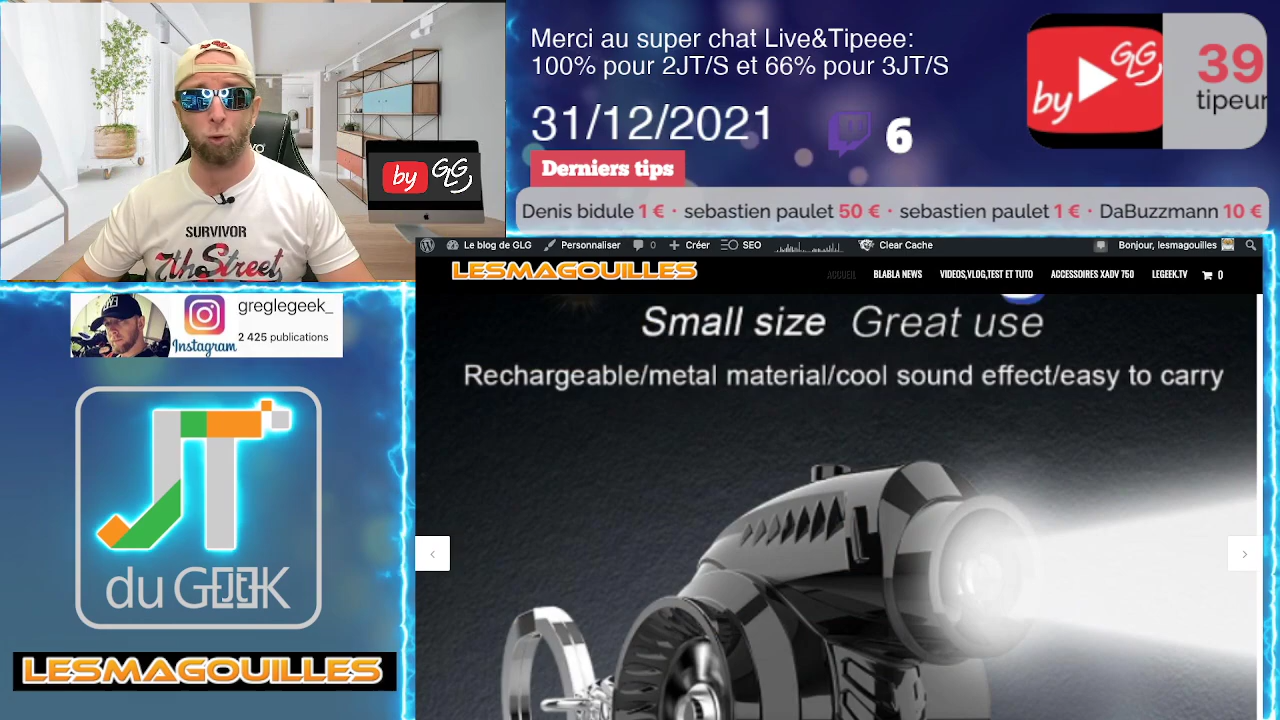 Merci au super chat Live&Tipeee:
100% pour 2JT/S et 66% pour 3JT/S
31/12/2021
6
by GLG
39
tipeur
Derniers tips
Denis bidule 1 € · sebastien paulet 50 € · sebastien paulet 1 € · DaBuzzmann 10 €
by GLG
SURVIVOR
7th Street
Le blog de GLG Personnaliser 0 Créer SEO Clear Cache Bonjour, lesmagouilles
LESMAGOUILLES
ACCUEIL BLABLA NEWS VIDEOS,VLOG,TEST ET TUTO ACCESSOIRES XADV 750 LEGEEK.TV 0
Small size Great use
Rechargeable/metal material/cool sound effect/easy to carry
greglegeek_
2 425 publications
Instagram
JT
du GEEK
LESMAGOUILLES